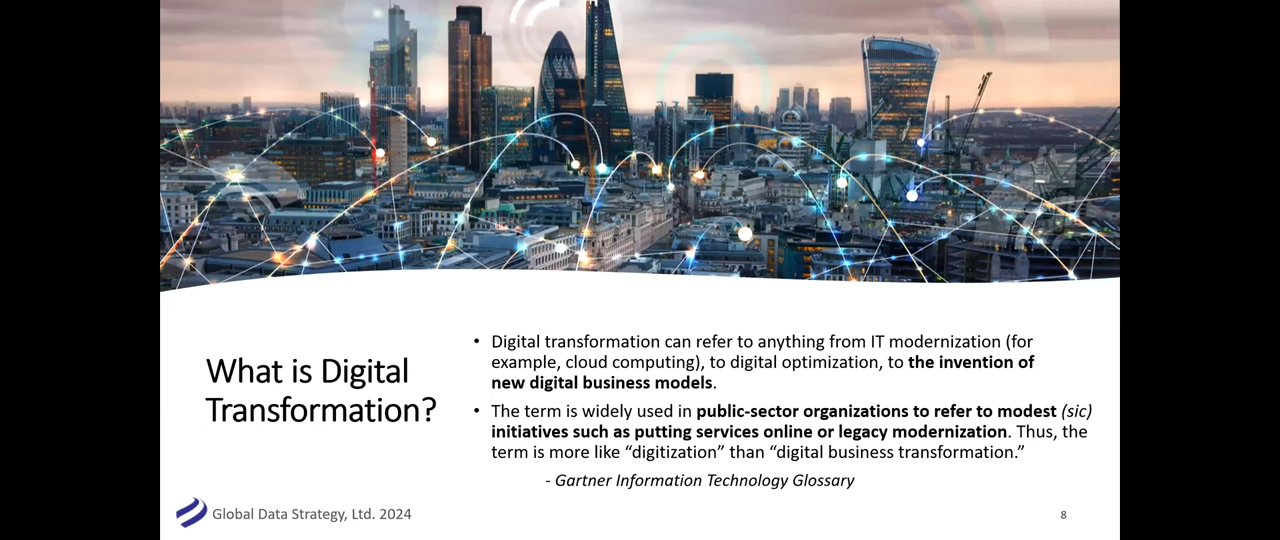 What is Digital
Transformation?
• Digital transformation can refer to anything from IT modernization (for
example, cloud computing), to digital optimization, to the invention of
new digital business models.
• The term is widely used in public-sector organizations to refer to modest (sic)
initiatives such as putting services online or legacy modernization. Thus, the
term is more like “digitization” than “digital business transformation.”
- Gartner Information Technology Glossary
Global Data Strategy, Ltd. 2024
8